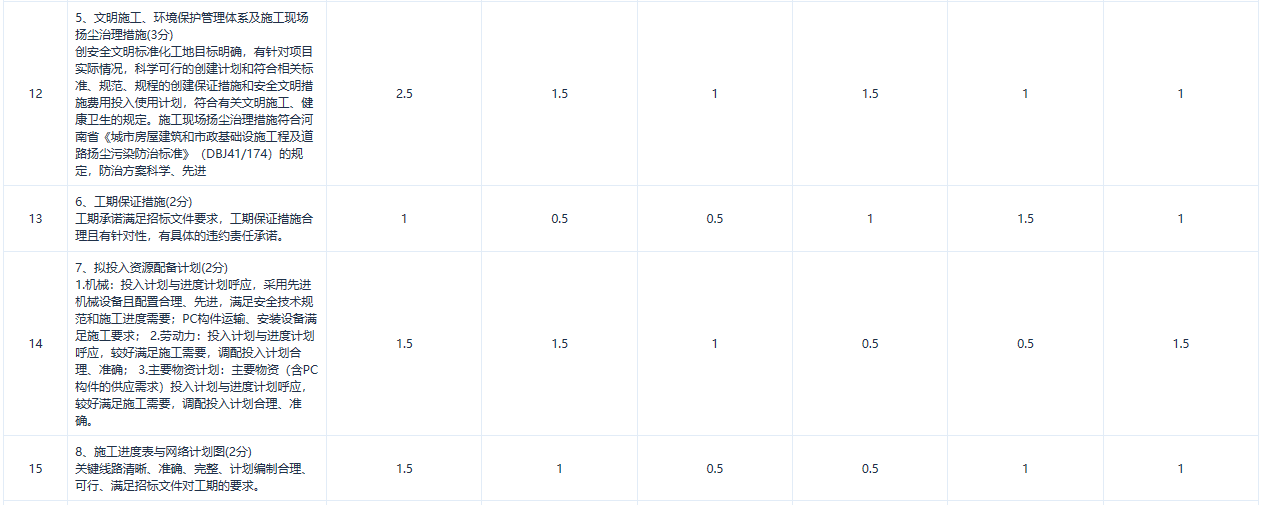 5、文明施工、环境保护管理体系及施工现场
扬尘治理措施(3分)
创安全文明标准化工地目标明确，有针对项目
实际情况，科学可行的创建计划和符合相关标
准、规范、规程的创建保证措施和安全文明措
施费用投入使用计划，符合有关文明施工、健
康卫生的规定。施工现场扬尘治理措施符合河
南省《城市房屋建筑和市政基础设施工程及道
路扬尘污染防治标准》（DBJ41/174）的规
定，防治方案科学、先进
12 2.5 1.5 1 1.5 1 1
6、工期保证措施(2分)
工期承诺满足招标文件要求，工期保证措施合
理且有针对性，有具体的违约责任承诺。
13 1 0.5 0.5 1 1.5 1
7、拟投入资源配备计划(2分)
1.机械：投入计划与进度计划呼应，采用先进
机械设备且配置合理、先进，满足安全技术规
范和施工进度需要；PC构件运输、安装设备满
足施工要求； 2.劳动力：投入计划与进度计划
呼应，较好满足施工需要，调配投入计划合
理、准确； 3.主要物资计划：主要物资（含PC
构件的供应需求）投入计划与进度计划呼应，
较好满足施工需要，调配投入计划合理、准
确。
14 1.5 1.5 1 0.5 0.5 1.5
8、施工进度表与网络计划图(2分)
关键线路清晰、准确、完整、计划编制合理、
可行、满足招标文件对工期的要求。
15 1.5 1 0.5 0.5 1 1